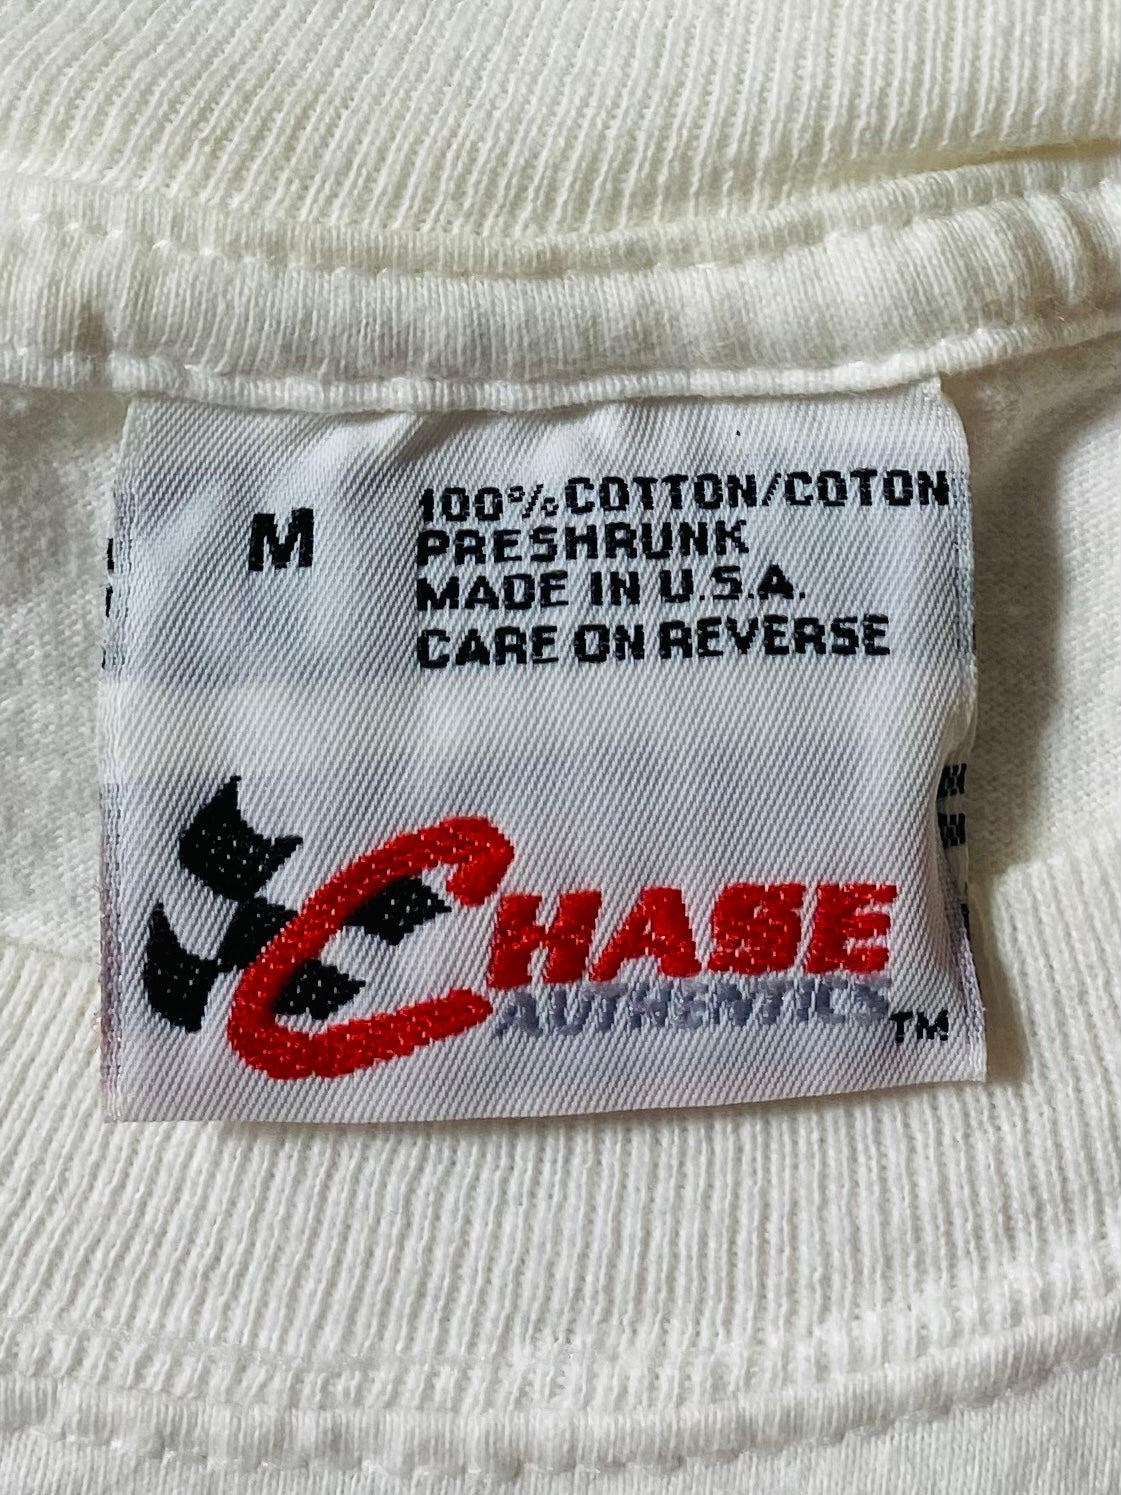 M
100% COTTON/COTON
PRESHRUNK
MADE IN U.S.A.
CARE ON REVERSE
CHASE
AUTHENTICS TM